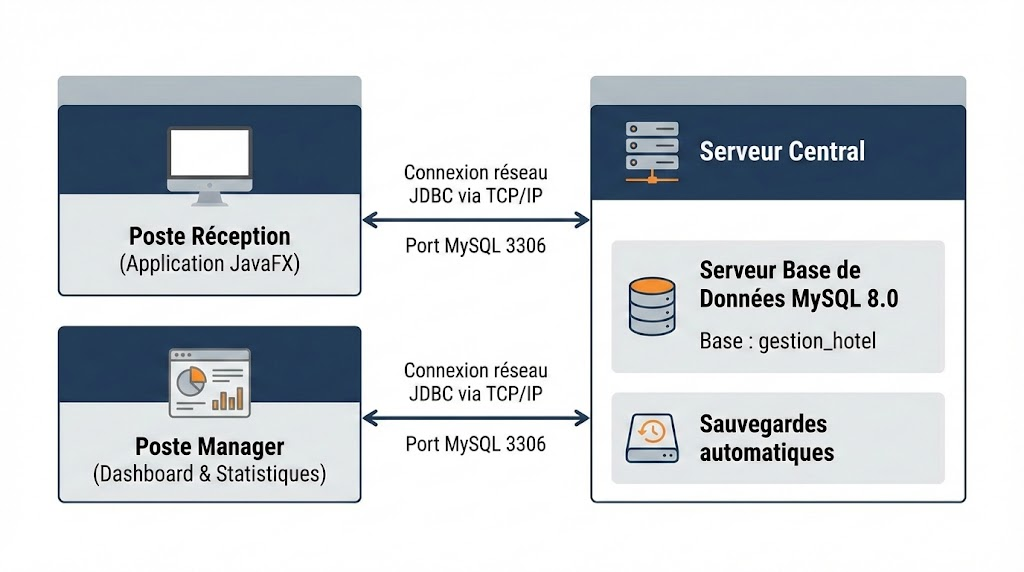 Poste Réception
(Application JavaFX)
Connexion réseau
JDBC via TCP/IP
Port MySQL 3306
Poste Manager
(Dashboard & Statistiques)
Connexion réseau
JDBC via TCP/IP
Port MySQL 3306
Serveur Central
Serveur Base de
Données MySQL 8.0
Base : gestion_hotel
Sauvegardes
automatiques